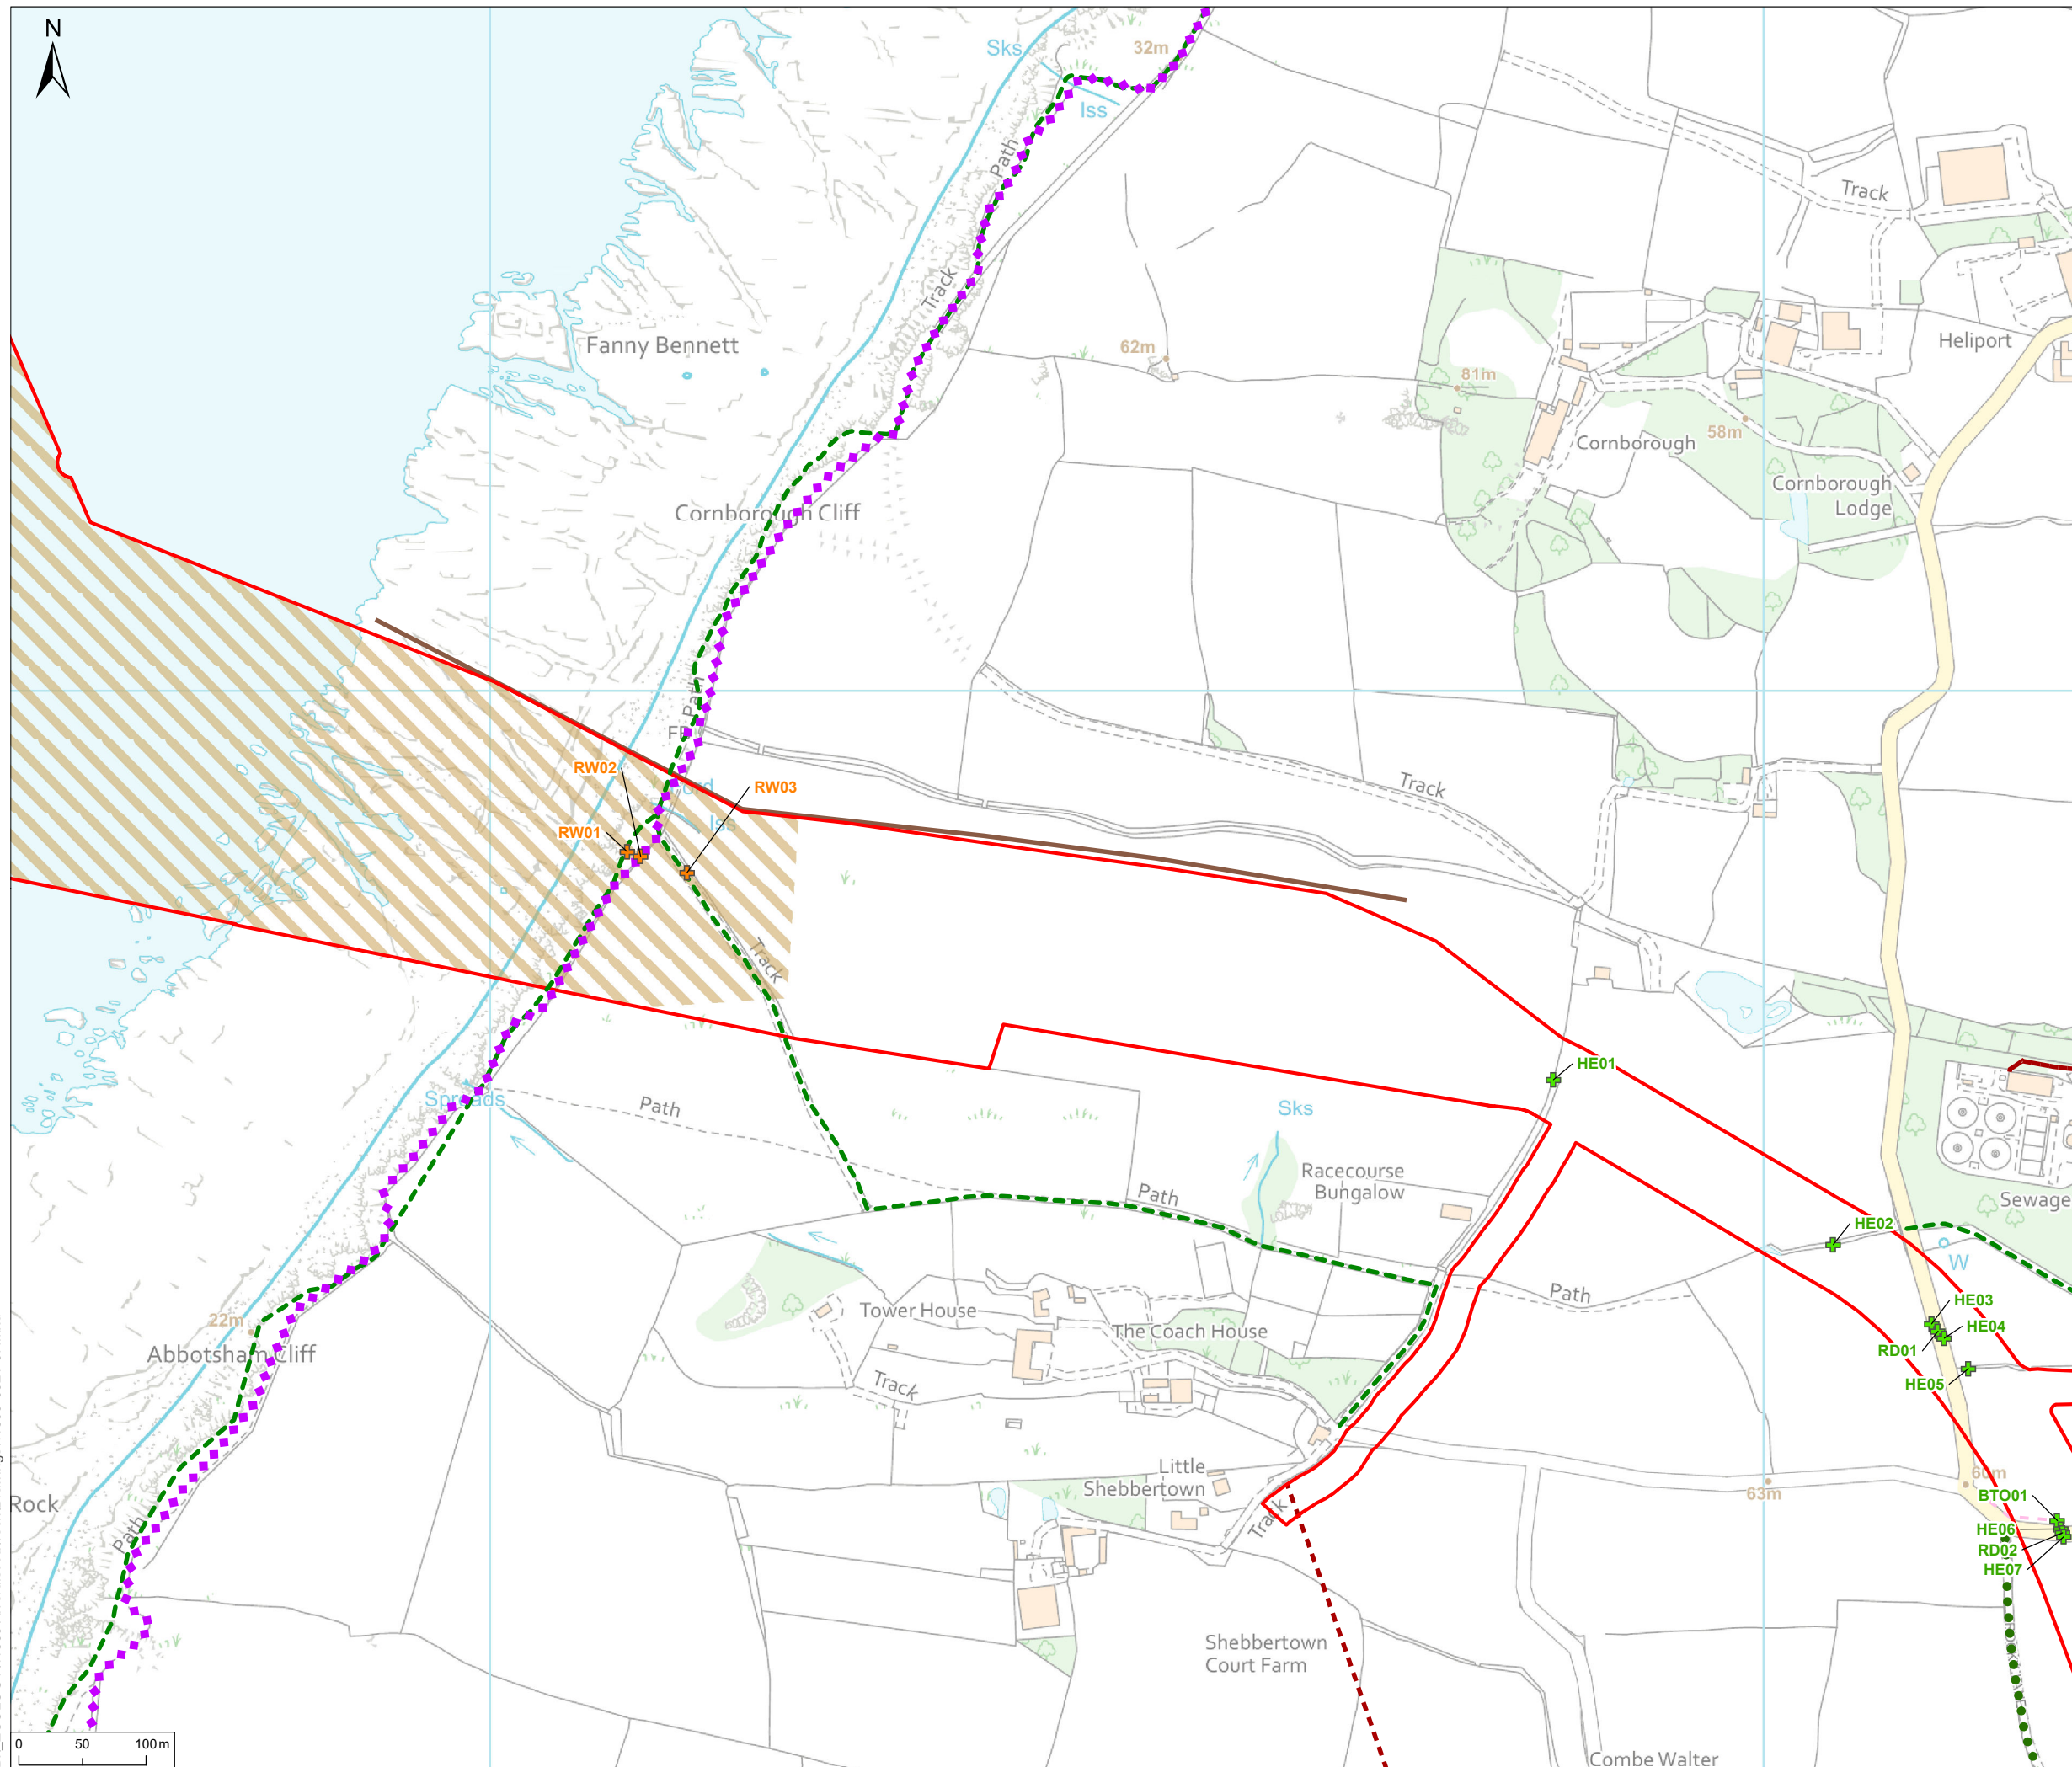 N
Sks
32m
Iss
Path
Track
Track
Fanny Bennett
62m
81m
Heliport
58m
Cornborough
Cornborough
Lodge
Cornborough Cliff
Path
RW02
RW03
Iss
RW01
Track
Track
HE01
Spreads
Path
Sks
Racecourse
Bungalow
Path
Sewage
HE02
W
Path
HE03
Tower House
The Coach House
HE04
22m
RD01
Abbotsham Cliff
HE05
Track
Little
Shebbertown
60m
63m
BTO01
Rock
Track
HE06
Path
RD02
HE07
Shebbertown
Court Farm
0 50 100m
Combe Walter